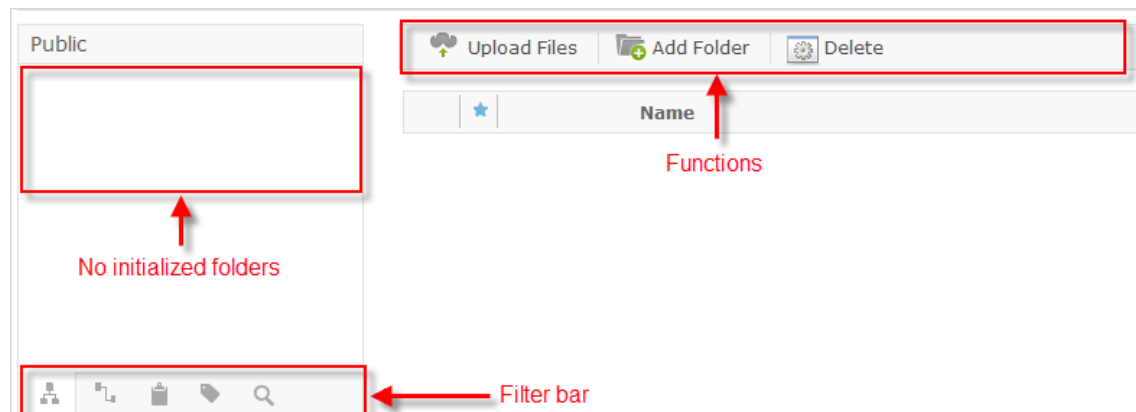 Public
Upload Files
Add Folder
Delete
Name
Functions
No initialized folders
Filter bar